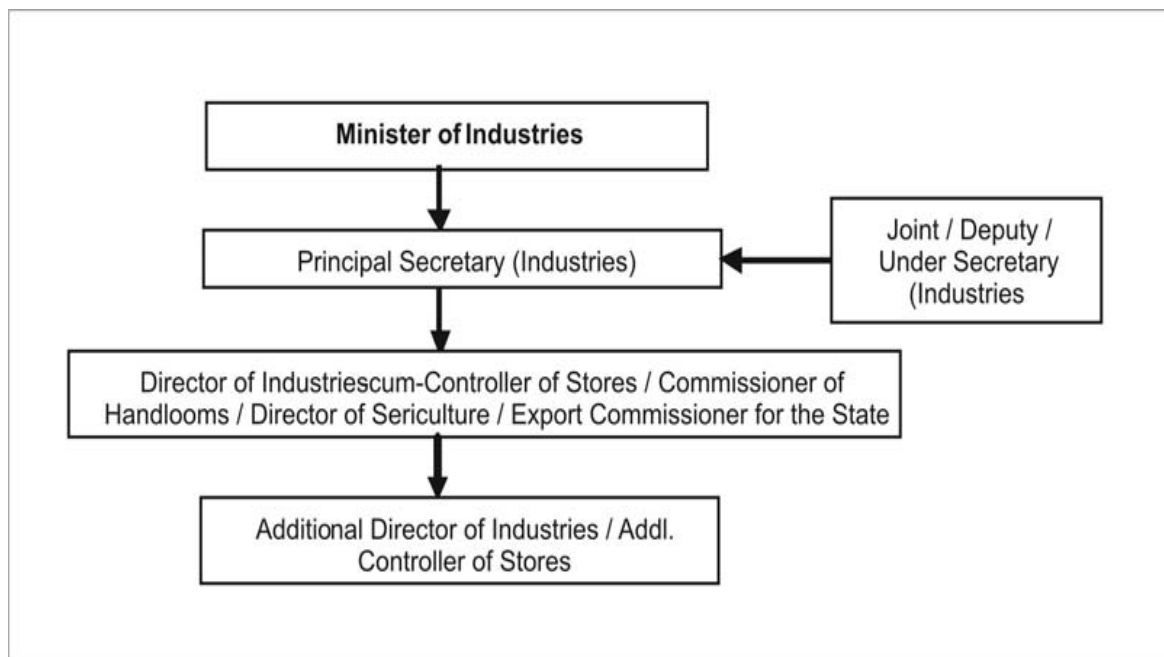 Minister of Industries
Principal Secretary (Industries)
Joint / Deputy /
Under Secretary
(Industries
Director of Industriescum-Controller of Stores / Commissioner of
Handlooms / Director of Sericulture / Export Commissioner for the State
Additional Director of Industries / Addl.
Controller of Stores